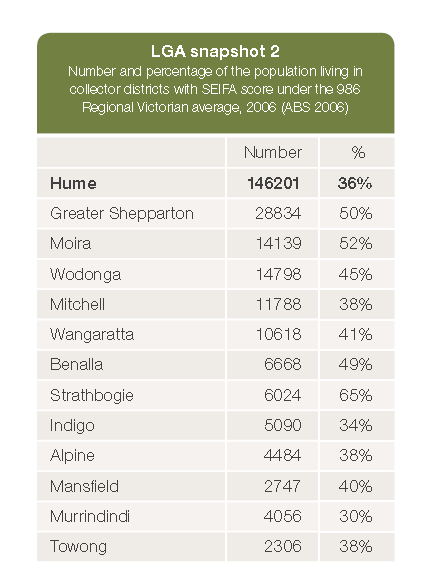 LGA snapshot 2
Number and percentage of the population living in
collector districts with SEIFA score under the 986
Regional Victorian average, 2006 (ABS 2006)
Number %
Hume 146201 36%
Greater Shepparton 28834 50%
Moira 14139 52%
Wodonga 14798 45%
Mitchell 11788 38%
Wangaratta 10618 41%
Benalla 6668 49%
Strathbogie 6024 65%
Indigo 5090 34%
Alpine 4484 38%
Mansfield 2747 40%
Murrindindi 4056 30%
Towong 2306 38%